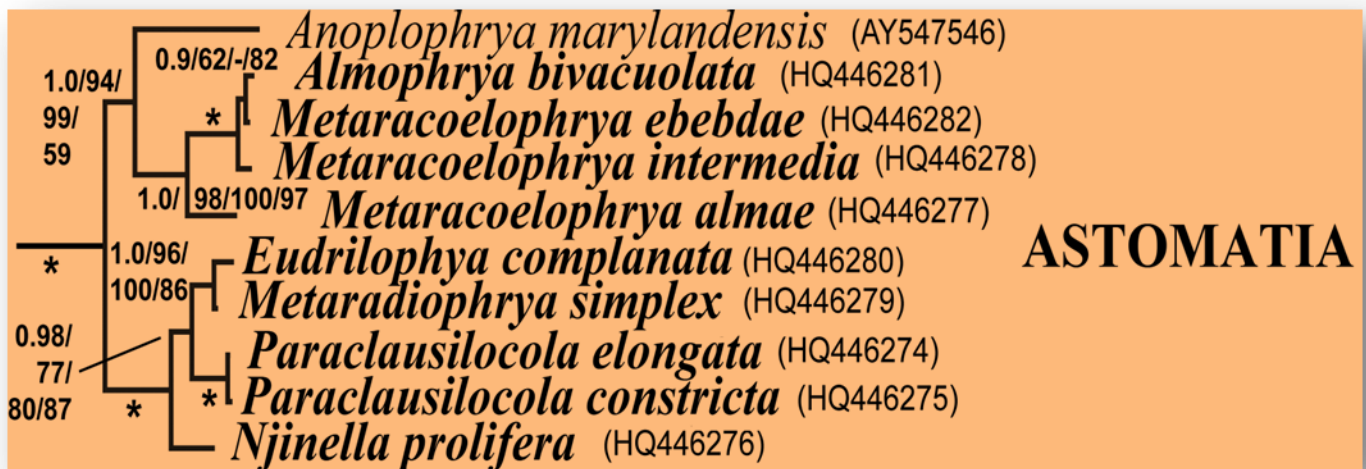 Anoplophrya marylandensis (AY547546)
0.9/62/-/82
1.0/94/
99/
59
Almophrya bivacuolata (HQ446281)
*
Metaracoelophrya ebebdae (HQ446282)
Metaracoelophrya intermedia (HQ446278)
1.0/ 98/100/97
Metaracoelophrya almae (HQ446277)
ASTOMATIA
*
1.0/96/
100/86
Eudrilophya complanata (HQ446280)
Metaradiophrya simplex (HQ446279)
0.98/
77/
80/87
Paraclausilocola elongata (HQ446274)
*
*
Paraclausilocola constricta (HQ446275)
Njinella prolifera (HQ446276)